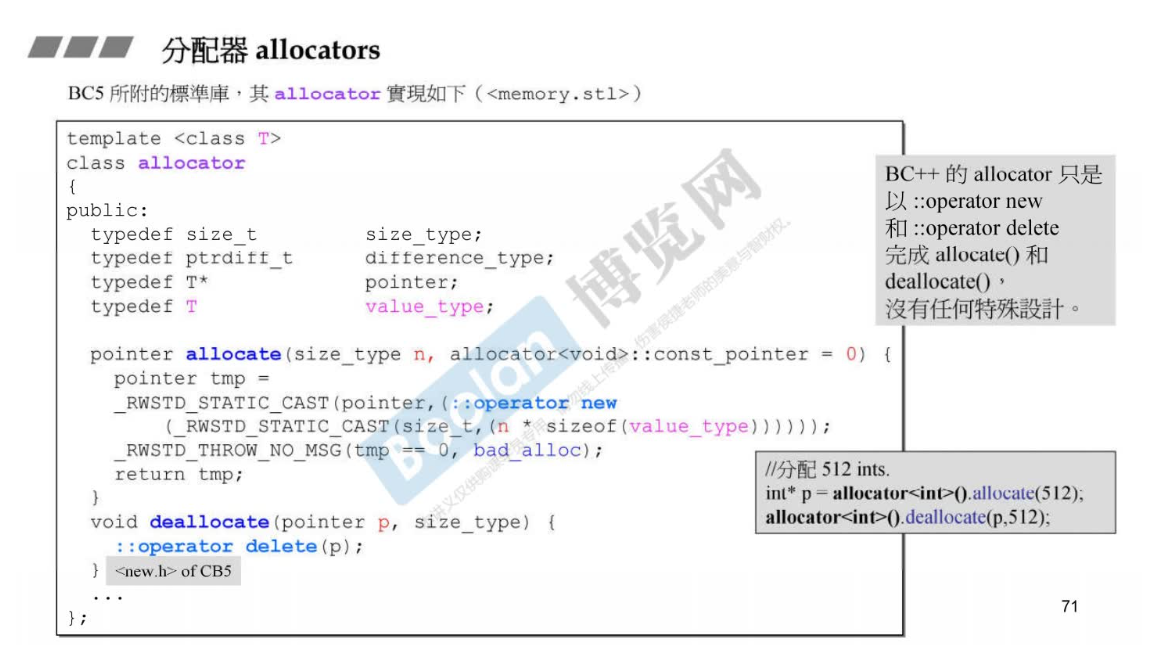 分配器 allocators
BC5 所附的標準庫,其 allocator 實現如下(<memory.stl>)
template <class T>
class allocator
{
public:
typedef size_t size_type;
typedef ptrdiff_t difference_type;
typedef T* pointer;
typedef T value_type;
pointer allocate(size_type n, allocator<void>::const_pointer = 0) {
pointer tmp =
_RWSTD_STATIC_CAST(pointer,(::operator new
(_RWSTD_STATIC_CAST(size_t,(n * sizeof(value_type))))));
_RWSTD_THROW_NO_MSG(tmp == 0, bad_alloc);
return tmp;
}
void deallocate(pointer p, size_type) {
::operator delete(p);
} <new.h> of CB5
...
};
BC++ 的 allocator 只是
以 ::operator new
和 ::operator delete
完成 allocate() 和
deallocate(),
沒有任何特殊設計。
//分配 512 ints.
int* p = allocator<int>().allocate(512);
allocator<int>().deallocate(p,512);
Boolan 博览网
71